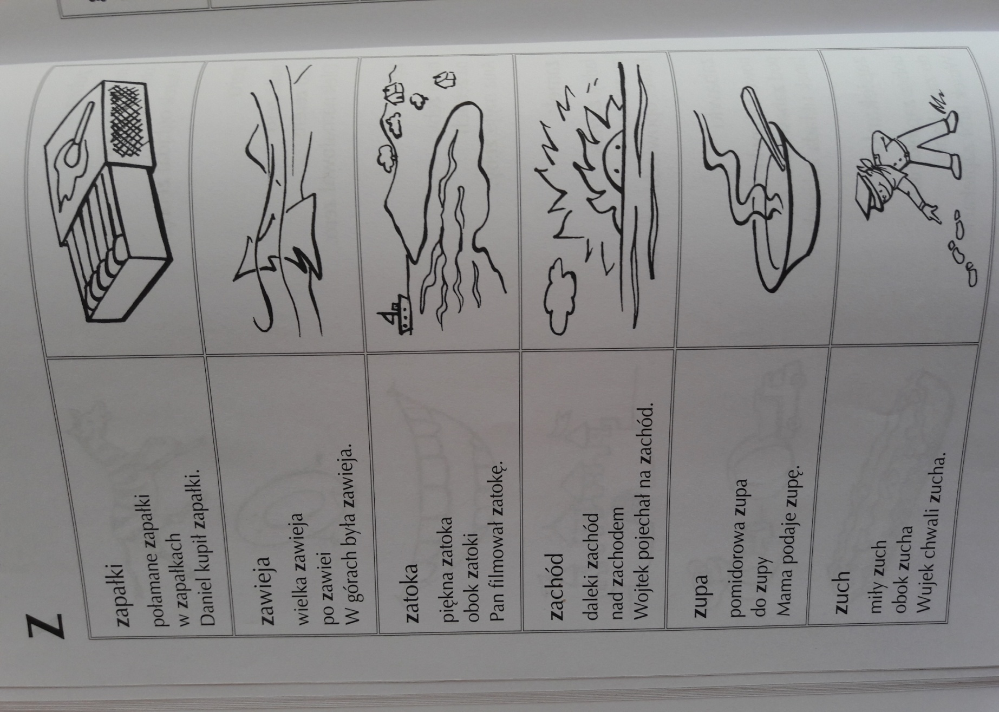 Z
zapałki
połamane zapałki
w zapałkach
Daniel kupił zapałki.
zawieja
wielka zawieja
po zawiei
W górach była zawieja.
zatoka
piękna zatoka
obok zatoki
Pan filmował zatokę.
zachód
daleki zachód
nad zachodem
Wojtek pojechał na zachód.
zupa
pomidorowa zupa
do zupy
Mama podaje zupę.
zuch
miły zuch
obok zucha
Wujek chwali zucha.